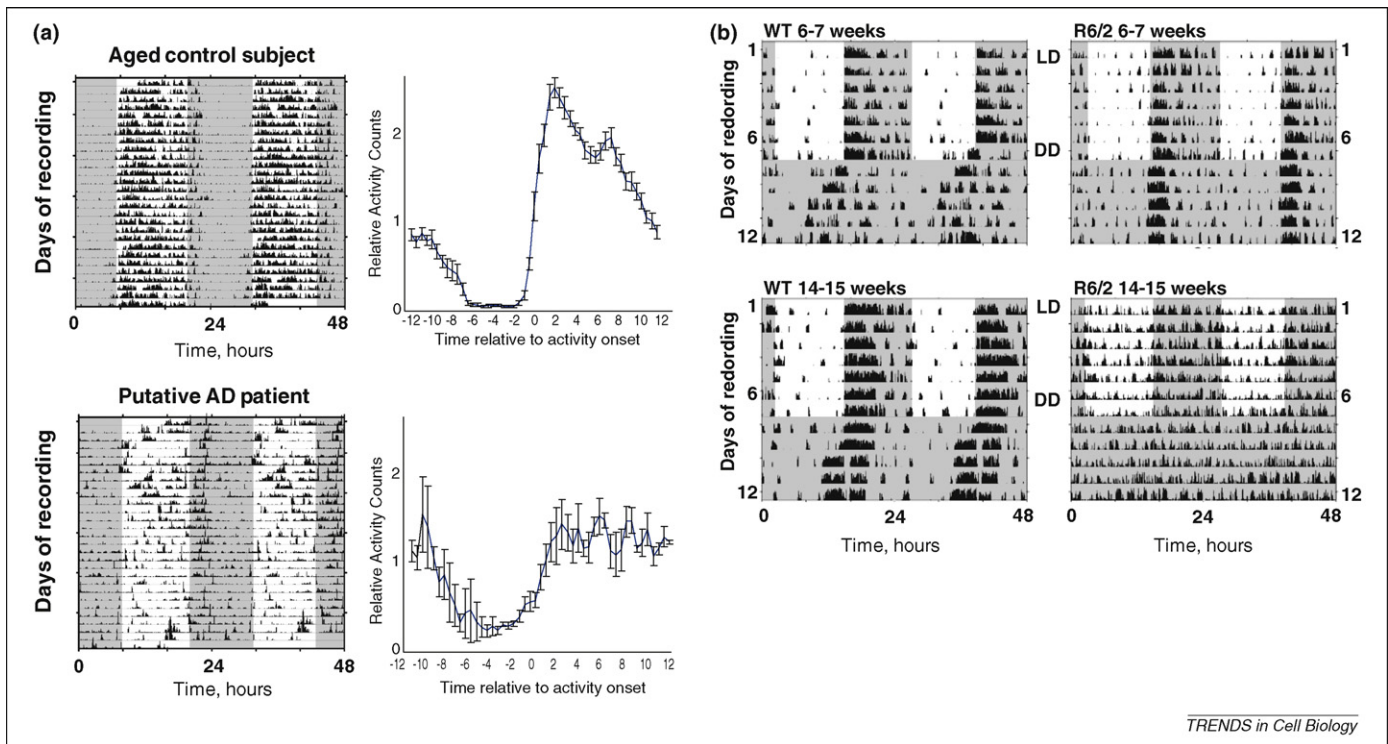 (a)
Aged control subject
Days of recording
0 24 48
Time, hours
Relative Activity Counts
2
1
0
-12 -10 -8 -6 -4 -2 0 2 4 6 8 10 12
Time relative to activity onset
Putative AD patient
Days of recording
0 24 48
Time, hours
Relative Activity Counts
2
1
0
-12 -10 -8 -6 -4 -2 0 2 4 6 8 10 12
Time relative to activity onset
(b)
WT 6-7 weeks
R6/2 6-7 weeks
Days of redording
1 LD 1
6 6
DD
12 12
WT 14-15 weeks
R6/2 14-15 weeks
Days of redording
1 LD 1
6 DD 6
12 12
0 24 48
0 24 48
Time, hours
Time, hours
TRENDS in Cell Biology